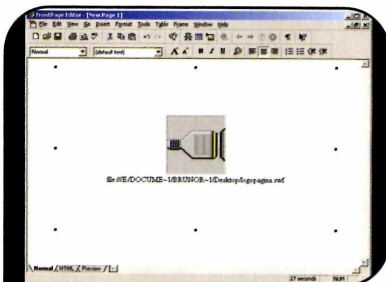 FrontPage Editor - [New Page 1]
File Edit View Go Insert Format Tools Table Frame Window Help
Normal (default font)
file:///E:/DOCUME~1/BRUNOR~1/Desktop/logopagina.swf
Normal HTML Preview
27 seconds NUM